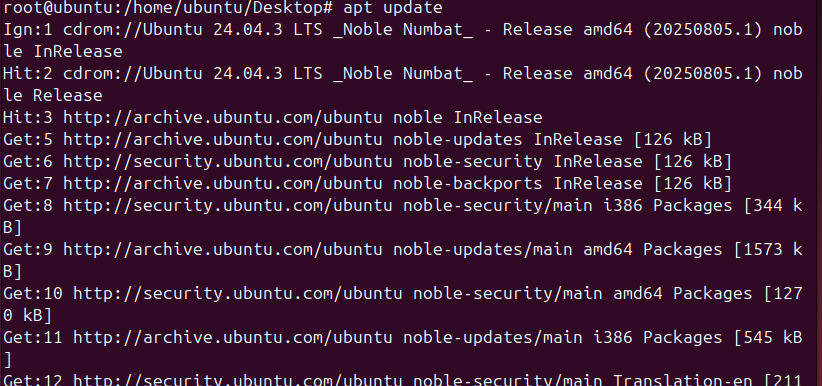 root@ubuntu:/home/ubuntu/Desktop# apt update
Ign:1 cdrom://Ubuntu 24.04.3 LTS _Noble Numbat_ - Release amd64 (20250805.1) nob
le InRelease
Hit:2 cdrom://Ubuntu 24.04.3 LTS _Noble Numbat_ - Release amd64 (20250805.1) nob
le Release
Hit:3 http://archive.ubuntu.com/ubuntu noble InRelease
Get:5 http://archive.ubuntu.com/ubuntu noble-updates InRelease [126 kB]
Get:6 http://security.ubuntu.com/ubuntu noble-security InRelease [126 kB]
Get:7 http://archive.ubuntu.com/ubuntu noble-backports InRelease [126 kB]
Get:8 http://security.ubuntu.com/ubuntu noble-security/main i386 Packages [344 k
B]
Get:9 http://archive.ubuntu.com/ubuntu noble-updates/main amd64 Packages [1573 k
B]
Get:10 http://security.ubuntu.com/ubuntu noble-security/main amd64 Packages [127
0 kB]
Get:11 http://archive.ubuntu.com/ubuntu noble-updates/main i386 Packages [545 kB
]
Get:12 http://security.ubuntu.com/ubuntu noble-security/main Translation-en [211